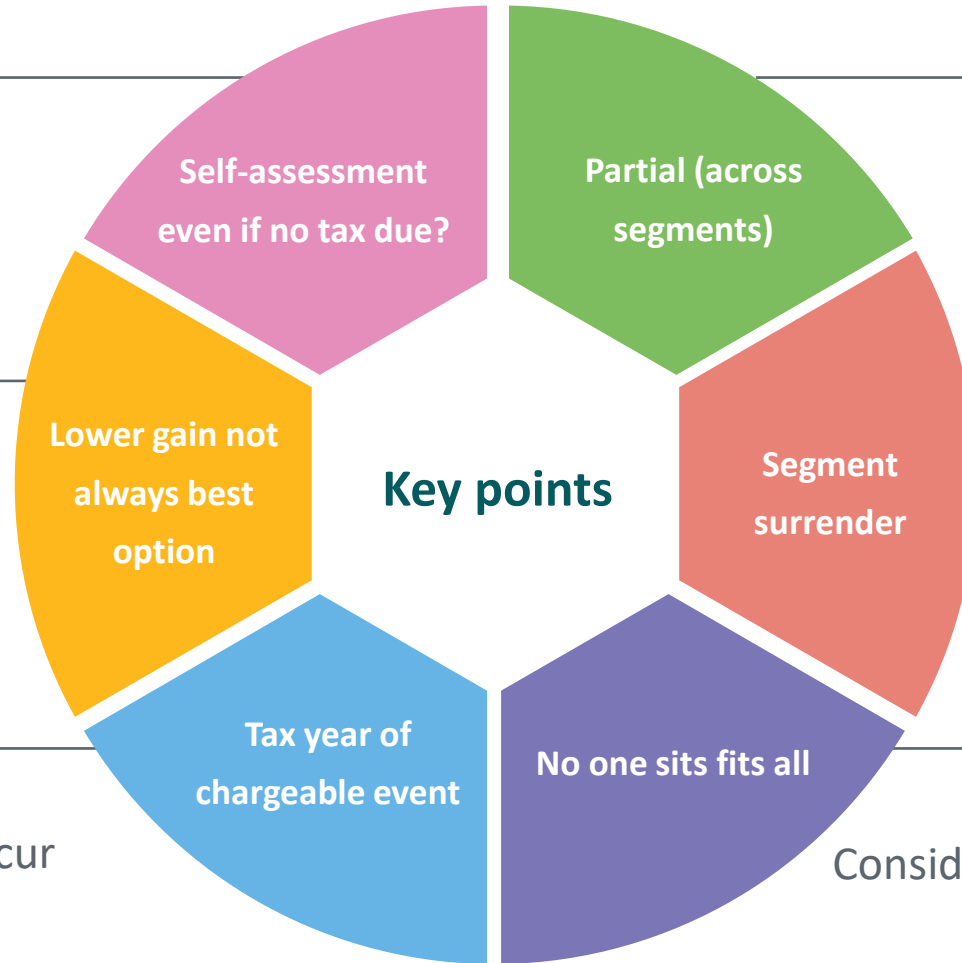 Self-assessment
even if no tax due?
Partial (across
segments)
Lower gain not
always best
option
Key points
Segment
surrender
Tax year of
chargeable event
No one sits fits all
cur
Consid